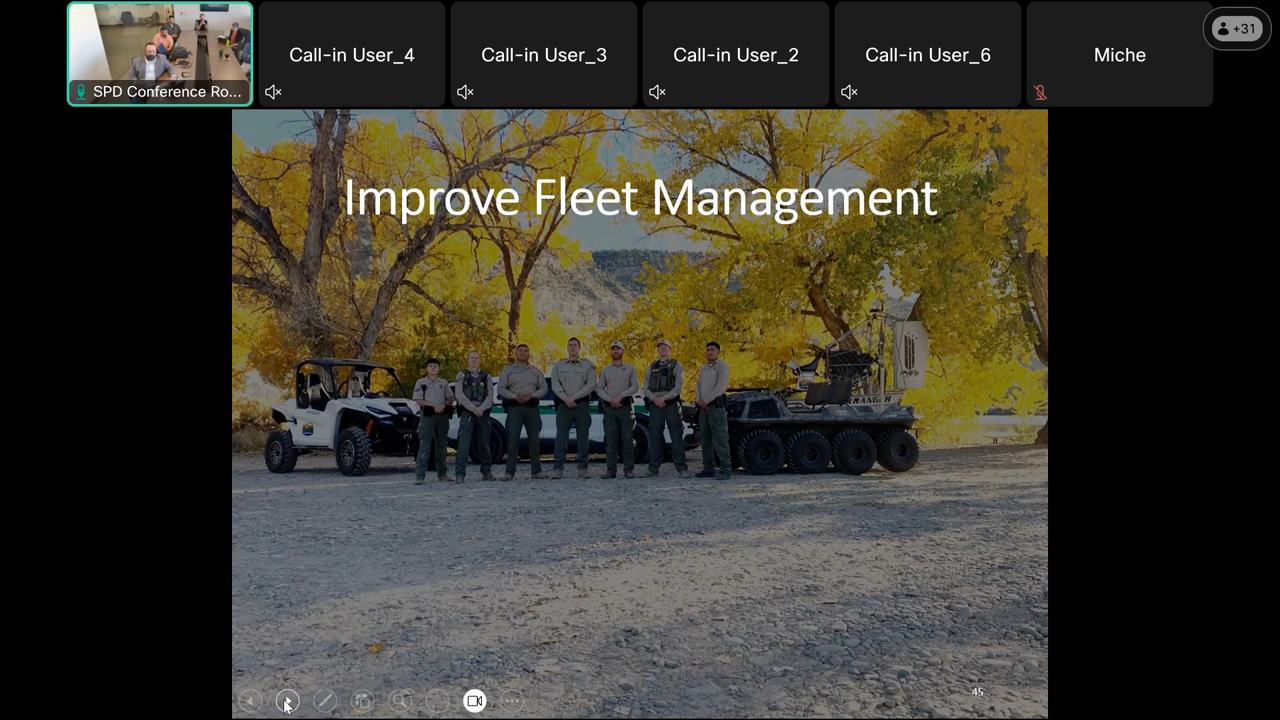 SPD Conference Ro...
Call-in User_4
Call-in User_3
Call-in User_2
Call-in User_6
Miche
+31
Improve Fleet Management
45